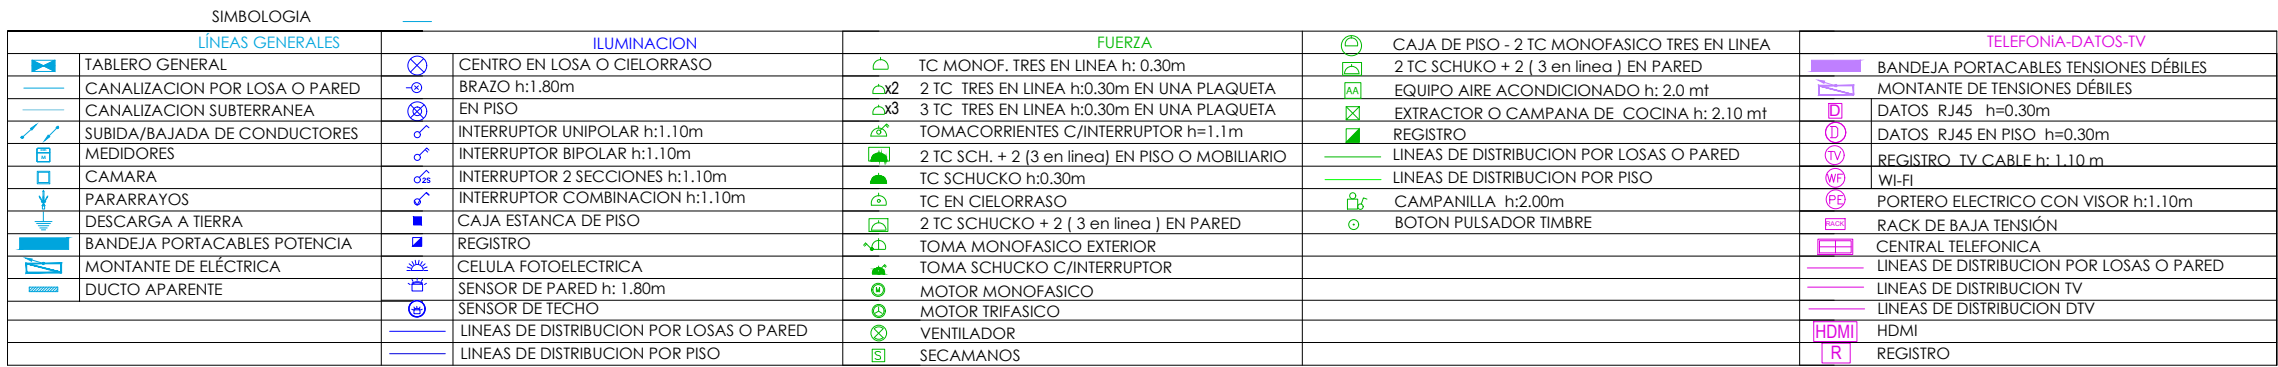 SIMBOLOGIA
LÍNEAS GENERALES
TABLERO GENERAL
CANALIZACION POR LOSA O PARED
CANALIZACION SUBTERRANEA
SUBIDA/BAJADA DE CONDUCTORES
MEDIDORES
CAMARA
PARARRAYOS
DESCARGA A TIERRA
BANDEJA PORTACABLES POTENCIA
MONTANTE DE ELÉCTRICA
DUCTO APARENTE
ILUMINACION
CENTRO EN LOSA O CIELORRASO
BRAZO h:1.80m
EN PISO
INTERRUPTOR UNIPOLAR h:1.10m
INTERRUPTOR BIPOLAR h:1.10m
2S INTERRUPTOR 2 SECCIONES h:1.10m
INTERRUPTOR COMBINACION h:1.10m
CAJA ESTANCA DE PISO
REGISTRO
CELULA FOTOELECTRICA
SENSOR DE PARED h: 1.80m
SENSOR DE TECHO
LINEAS DE DISTRIBUCION POR LOSAS O PARED
LINEAS DE DISTRIBUCION POR PISO
FUERZA
TC MONOF. TRES EN LINEA h: 0.30m
x2 2 TC TRES EN LINEA h:0.30m EN UNA PLAQUETA
x3 3 TC TRES EN LINEA h:0.30m EN UNA PLAQUETA
TOMACORRIENTES C/INTERRUPTOR h=1.1m
2 TC SCH. + 2 (3 en linea) EN PISO O MOBILIARIO
TC SCHUCKO h:0.30m
TC EN CIELORRASO
2 TC SCHUCKO + 2 ( 3 en linea ) EN PARED
TOMA MONOFASICO EXTERIOR
TOMA SCHUCKO C/INTERRUPTOR
MOTOR MONOFASICO
MOTOR TRIFASICO
VENTILADOR
S SECAMANOS
CAJA DE PISO - 2 TC MONOFASICO TRES EN LINEA
2 TC SCHUKO + 2 ( 3 en linea ) EN PARED
AA EQUIPO AIRE ACONDICIONADO h: 2.0 mt
EXTRACTOR O CAMPANA DE COCINA h: 2.10 mt
REGISTRO
LINEAS DE DISTRIBUCION POR LOSAS O PARED
LINEAS DE DISTRIBUCION POR PISO
CAMPANILLA h:2.00m
BOTON PULSADOR TIMBRE
TELEFONíA-DATOS-TV
BANDEJA PORTACABLES TENSIONES DÉBILES
MONTANTE DE TENSIONES DÉBILES
D DATOS RJ45 h=0.30m
D DATOS RJ45 EN PISO h=0.30m
TV REGISTRO TV CABLE h: 1.10 m
WF WI-FI
PE PORTERO ELECTRICO CON VISOR h:1.10m
RACK RACK DE BAJA TENSIÓN
CENTRAL TELEFONICA
LINEAS DE DISTRIBUCION POR LOSAS O PARED
LINEAS DE DISTRIBUCION TV
LINEAS DE DISTRIBUCION DTV
HDMI HDMI
R REGISTRO